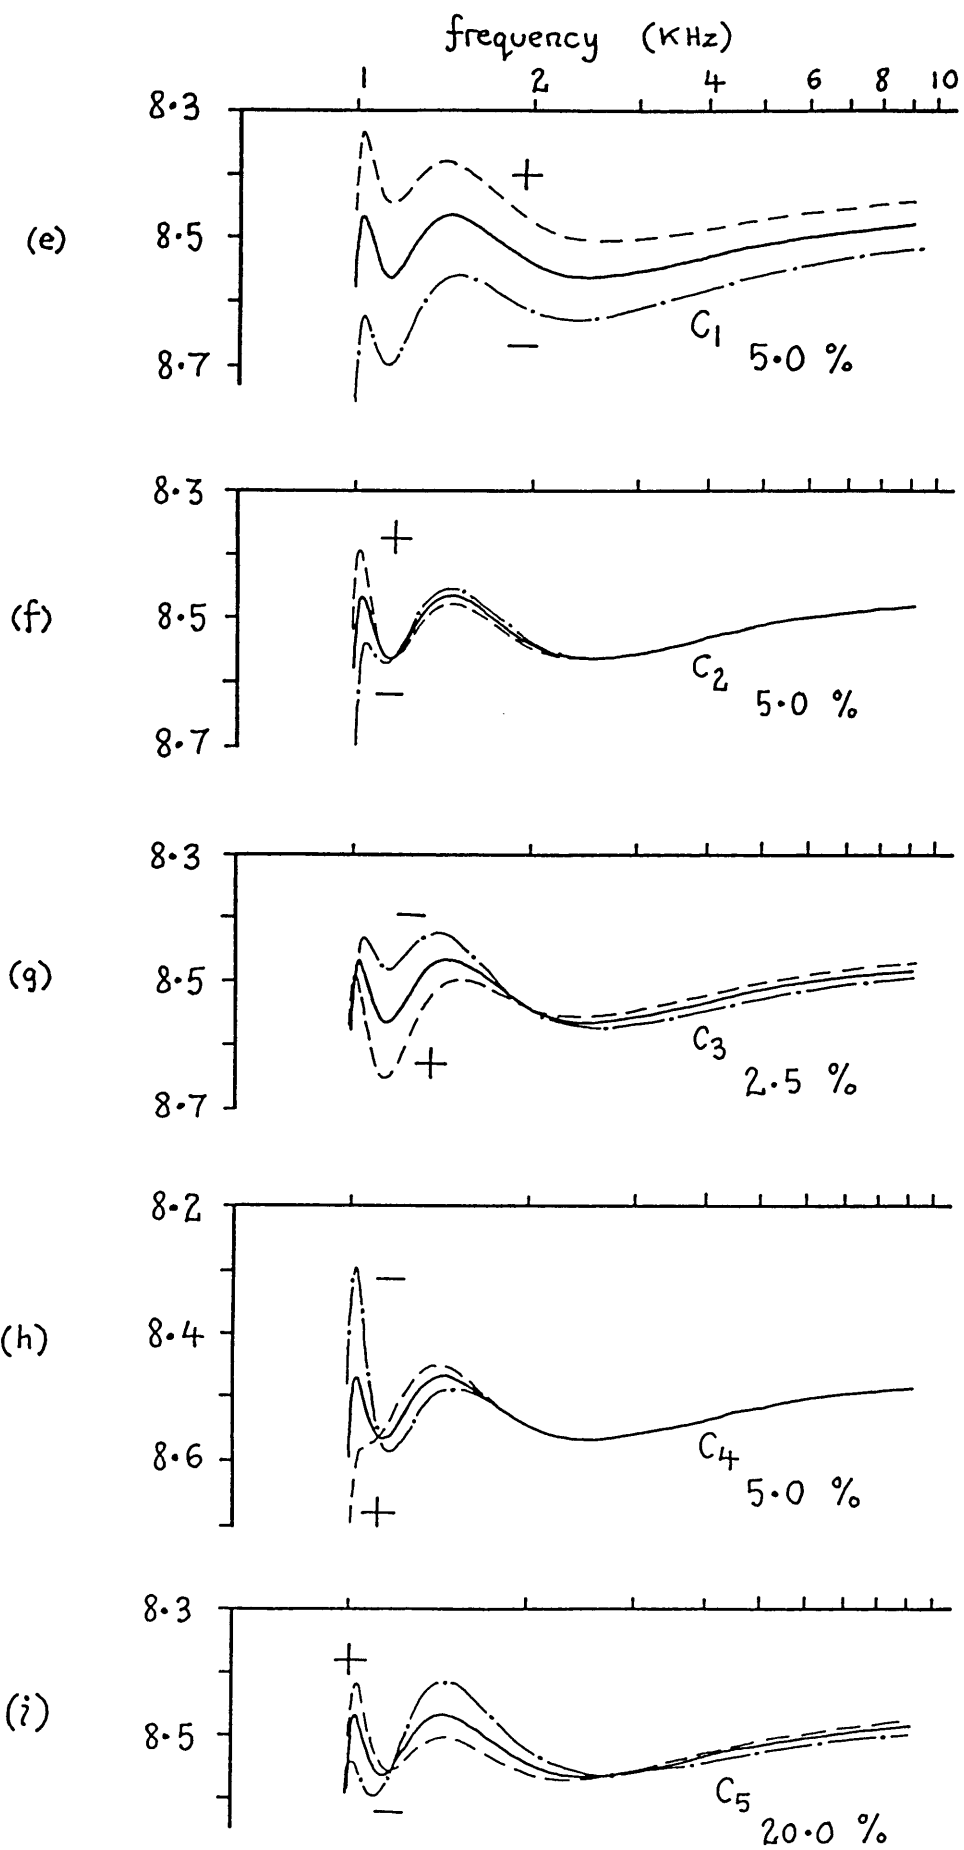 frequency (KHz)
1 2 4 6 8 10
8·3
+
(e) 8·5
C1
−
8·7 5·0 %
8·3
+
(f) 8·5
C2
−
5·0 %
8·7
8·3
−
(g) 8·5
C3
+
2·5 %
8·7
8·2
−
(h) 8·4
C4
8·6
5·0 %
+
8·3
+
(i) 8·5
C5
−
20·0 %